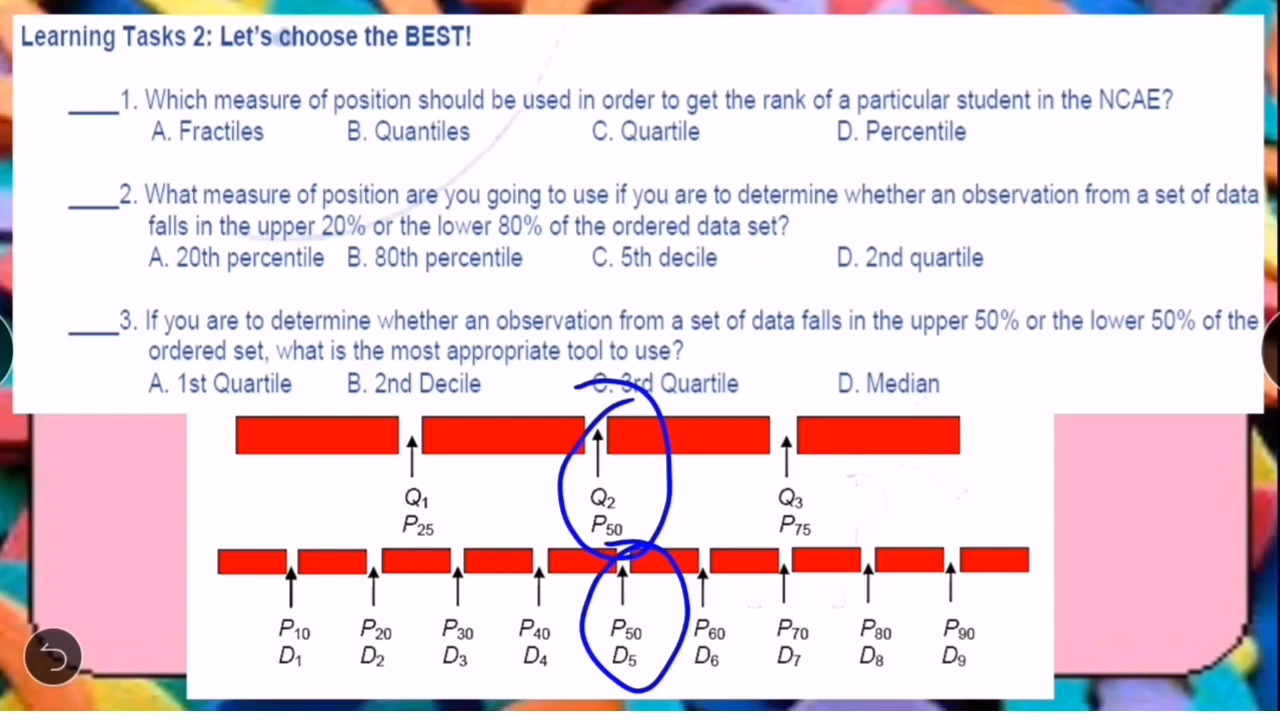 Learning Tasks 2: Let's choose the BEST!
____1. Which measure of position should be used in order to get the rank of a particular student in the NCAE?
A. Fractiles B. Quantiles C. Quartile D. Percentile
____2. What measure of position are you going to use if you are to determine whether an observation from a set of data
falls in the upper 20% or the lower 80% of the ordered data set?
A. 20th percentile B. 80th percentile C. 5th decile D. 2nd quartile
____3. If you are to determine whether an observation from a set of data falls in the upper 50% or the lower 50% of the
ordered set, what is the most appropriate tool to use?
A. 1st Quartile B. 2nd Decile C. 3rd Quartile D. Median
Q1 Q2 Q3
P25 P50 P75
P10 P20 P30 P40 P50 P60 P70 P80 P90
D1 D2 D3 D4 D5 D6 D7 D8 D9